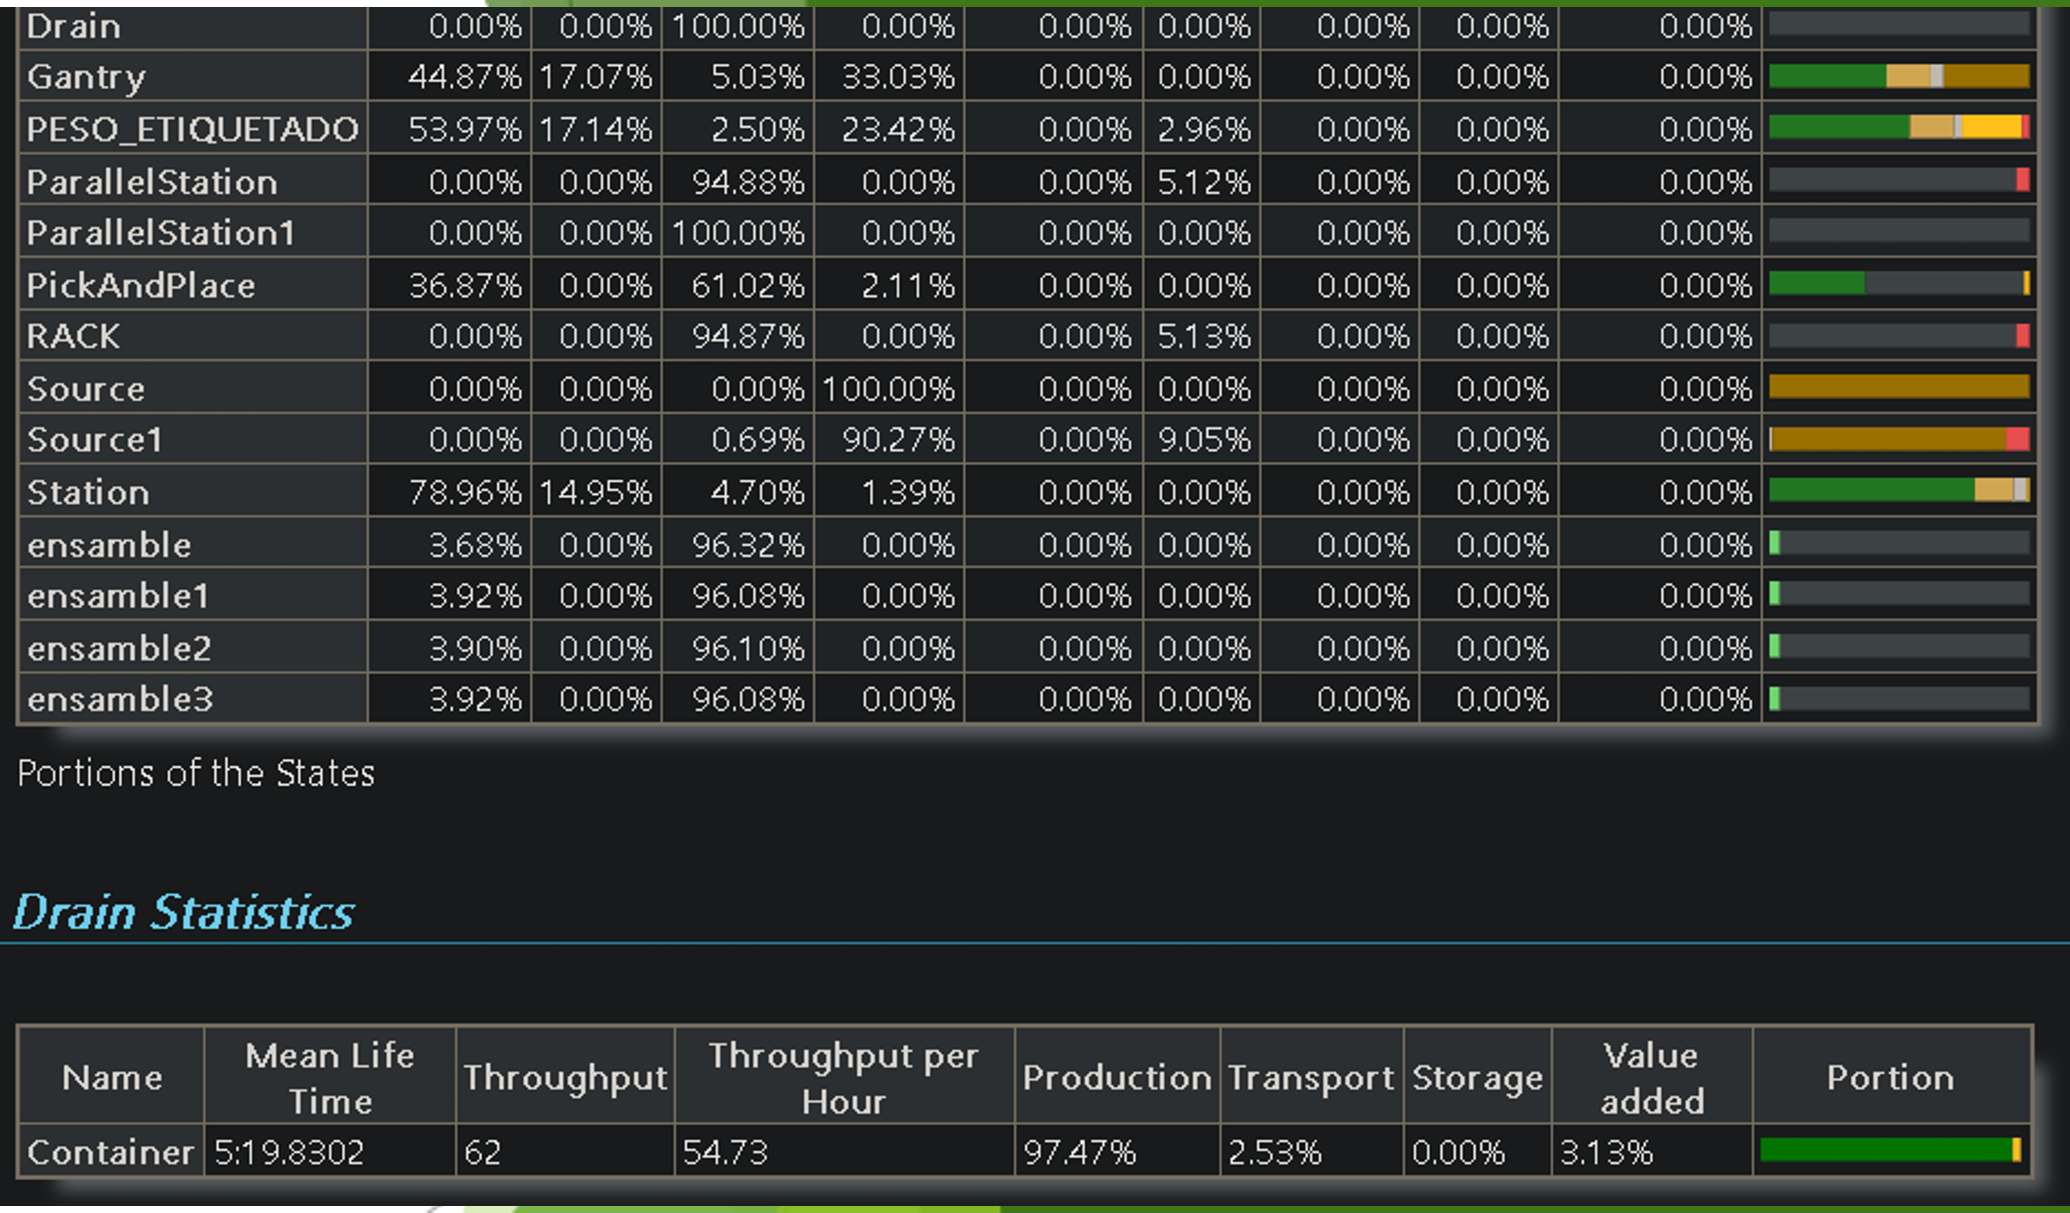 Drain 0.00% 0.00% 100.00% 0.00% 0.00% 0.00% 0.00% 0.00% 0.00%
Gantry 44.87% 17.07% 5.03% 33.03% 0.00% 0.00% 0.00% 0.00% 0.00%
PESO_ETIQUETADO 53.97% 17.14% 2.50% 23.42% 0.00% 2.96% 0.00% 0.00% 0.00%
ParallelStation 0.00% 0.00% 94.88% 0.00% 0.00% 5.12% 0.00% 0.00% 0.00%
ParallelStation1 0.00% 0.00% 100.00% 0.00% 0.00% 0.00% 0.00% 0.00% 0.00%
PickAndPlace 36.87% 0.00% 61.02% 2.11% 0.00% 0.00% 0.00% 0.00% 0.00%
RACK 0.00% 0.00% 94.87% 0.00% 0.00% 5.13% 0.00% 0.00% 0.00%
Source 0.00% 0.00% 0.00% 100.00% 0.00% 0.00% 0.00% 0.00% 0.00%
Source1 0.00% 0.00% 0.69% 90.27% 0.00% 9.05% 0.00% 0.00% 0.00%
Station 78.96% 14.95% 4.70% 1.39% 0.00% 0.00% 0.00% 0.00% 0.00%
ensamble 3.68% 0.00% 96.32% 0.00% 0.00% 0.00% 0.00% 0.00% 0.00%
ensamble1 3.92% 0.00% 96.08% 0.00% 0.00% 0.00% 0.00% 0.00% 0.00%
ensamble2 3.90% 0.00% 96.10% 0.00% 0.00% 0.00% 0.00% 0.00% 0.00%
ensamble3 3.92% 0.00% 96.08% 0.00% 0.00% 0.00% 0.00% 0.00% 0.00%
Portions of the States
Drain Statistics
Name Mean Life Time Throughput Throughput per Hour Production Transport Storage Value added Portion
Container 5:19.8302 62 54.73 97.47% 2.53% 0.00% 3.13%